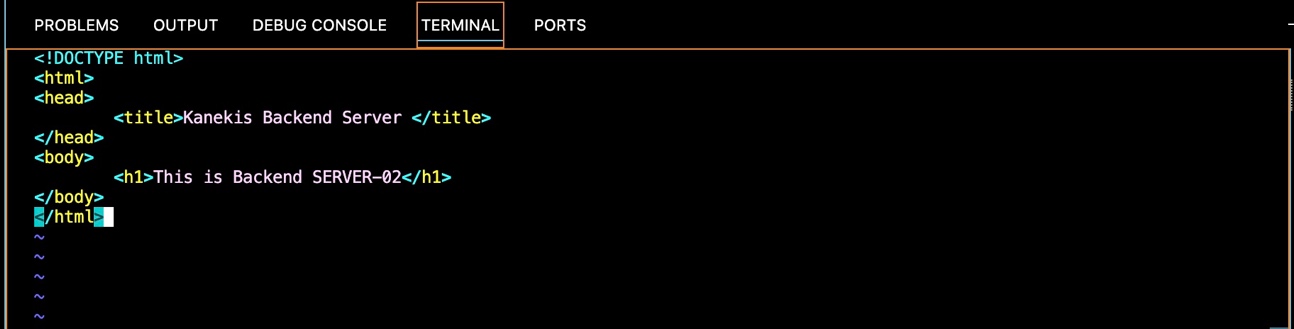 PROBLEMS OUTPUT DEBUG CONSOLE TERMINAL PORTS
<!DOCTYPE html>
<html>
<head>
        <title>Kanekis Backend Server </title>
</head>
<body>
        <h1>This is Backend SERVER-02</h1>
</body>
</html>
~
~
~
~
~